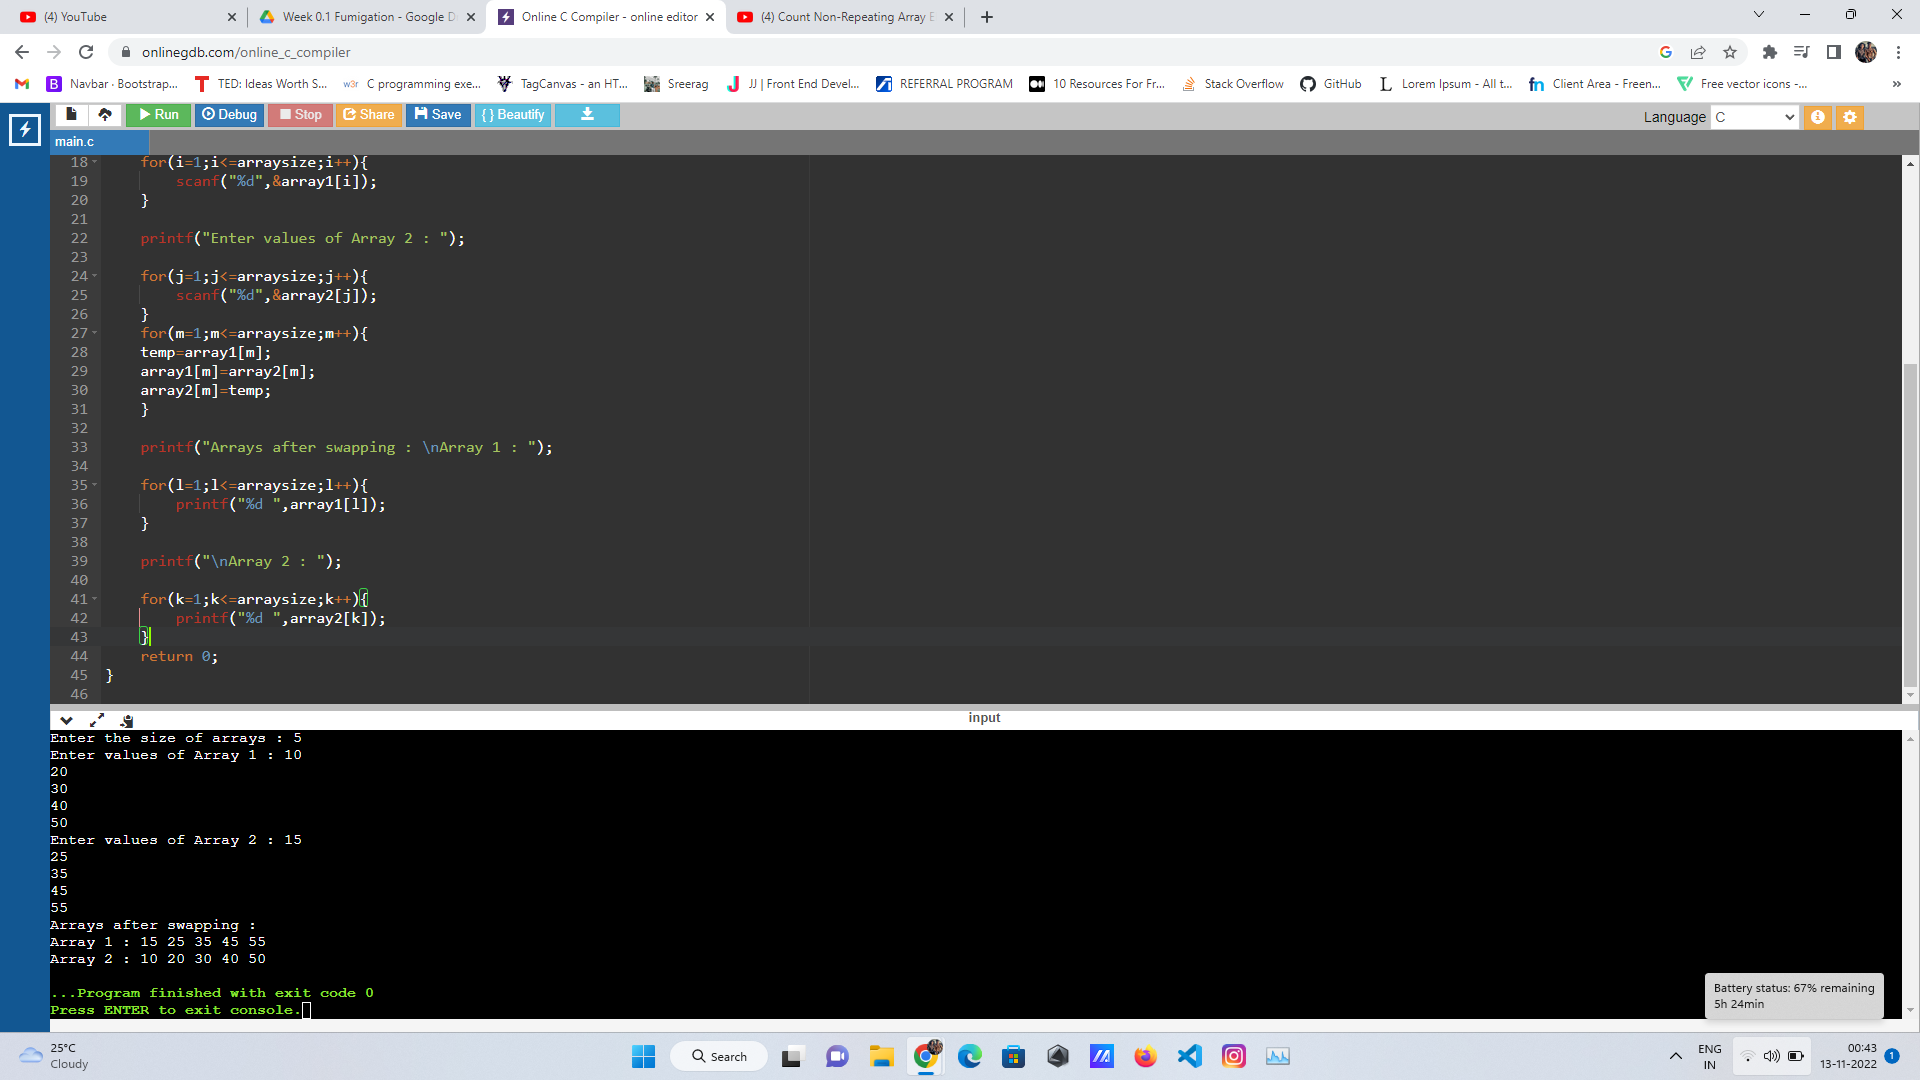 (4) YouTube
Week 0.1 Fumigation - Google D
Online C Compiler - online editor
(4) Count Non-Repeating Array E
onlinegdb.com/online_c_compiler
Navbar · Bootstrap...
TED: Ideas Worth S...
w3r C programming exe...
TagCanvas - an HT...
Sreerag
JJ | Front End Devel...
REFERRAL PROGRAM
10 Resources For Fr...
Stack Overflow
GitHub
Lorem Ipsum - All t...
Client Area - Freen...
Free vector icons -...
Run
Debug
Stop
Share
Save
{ } Beautify
Language C
main.c
18 for(i=1;i<=arraysize;i++){
19 scanf("%d",&array1[i]);
20 }
21
22 printf("Enter values of Array 2 : ");
23
24 for(j=1;j<=arraysize;j++){
25 scanf("%d",&array2[j]);
26 }
27 for(m=1;m<=arraysize;m++){
28 temp=array1[m];
29 array1[m]=array2[m];
30 array2[m]=temp;
31 }
32
33 printf("Arrays after swapping : \nArray 1 : ");
34
35 for(l=1;l<=arraysize;l++){
36 printf("%d ",array1[l]);
37 }
38
39 printf("\nArray 2 : ");
40
41 for(k=1;k<=arraysize;k++){
42 printf("%d ",array2[k]);
43 }
44 return 0;
45 }
46
input
Enter the size of arrays : 5
Enter values of Array 1 : 10
20
30
40
50
Enter values of Array 2 : 15
25
35
45
55
Arrays after swapping :
Array 1 : 15 25 35 45 55
Array 2 : 10 20 30 40 50
...Program finished with exit code 0
Press ENTER to exit console.
Battery status: 67% remaining
5h 24min
25°C
Cloudy
Search
ENG
IN
00:43
13-11-2022
1